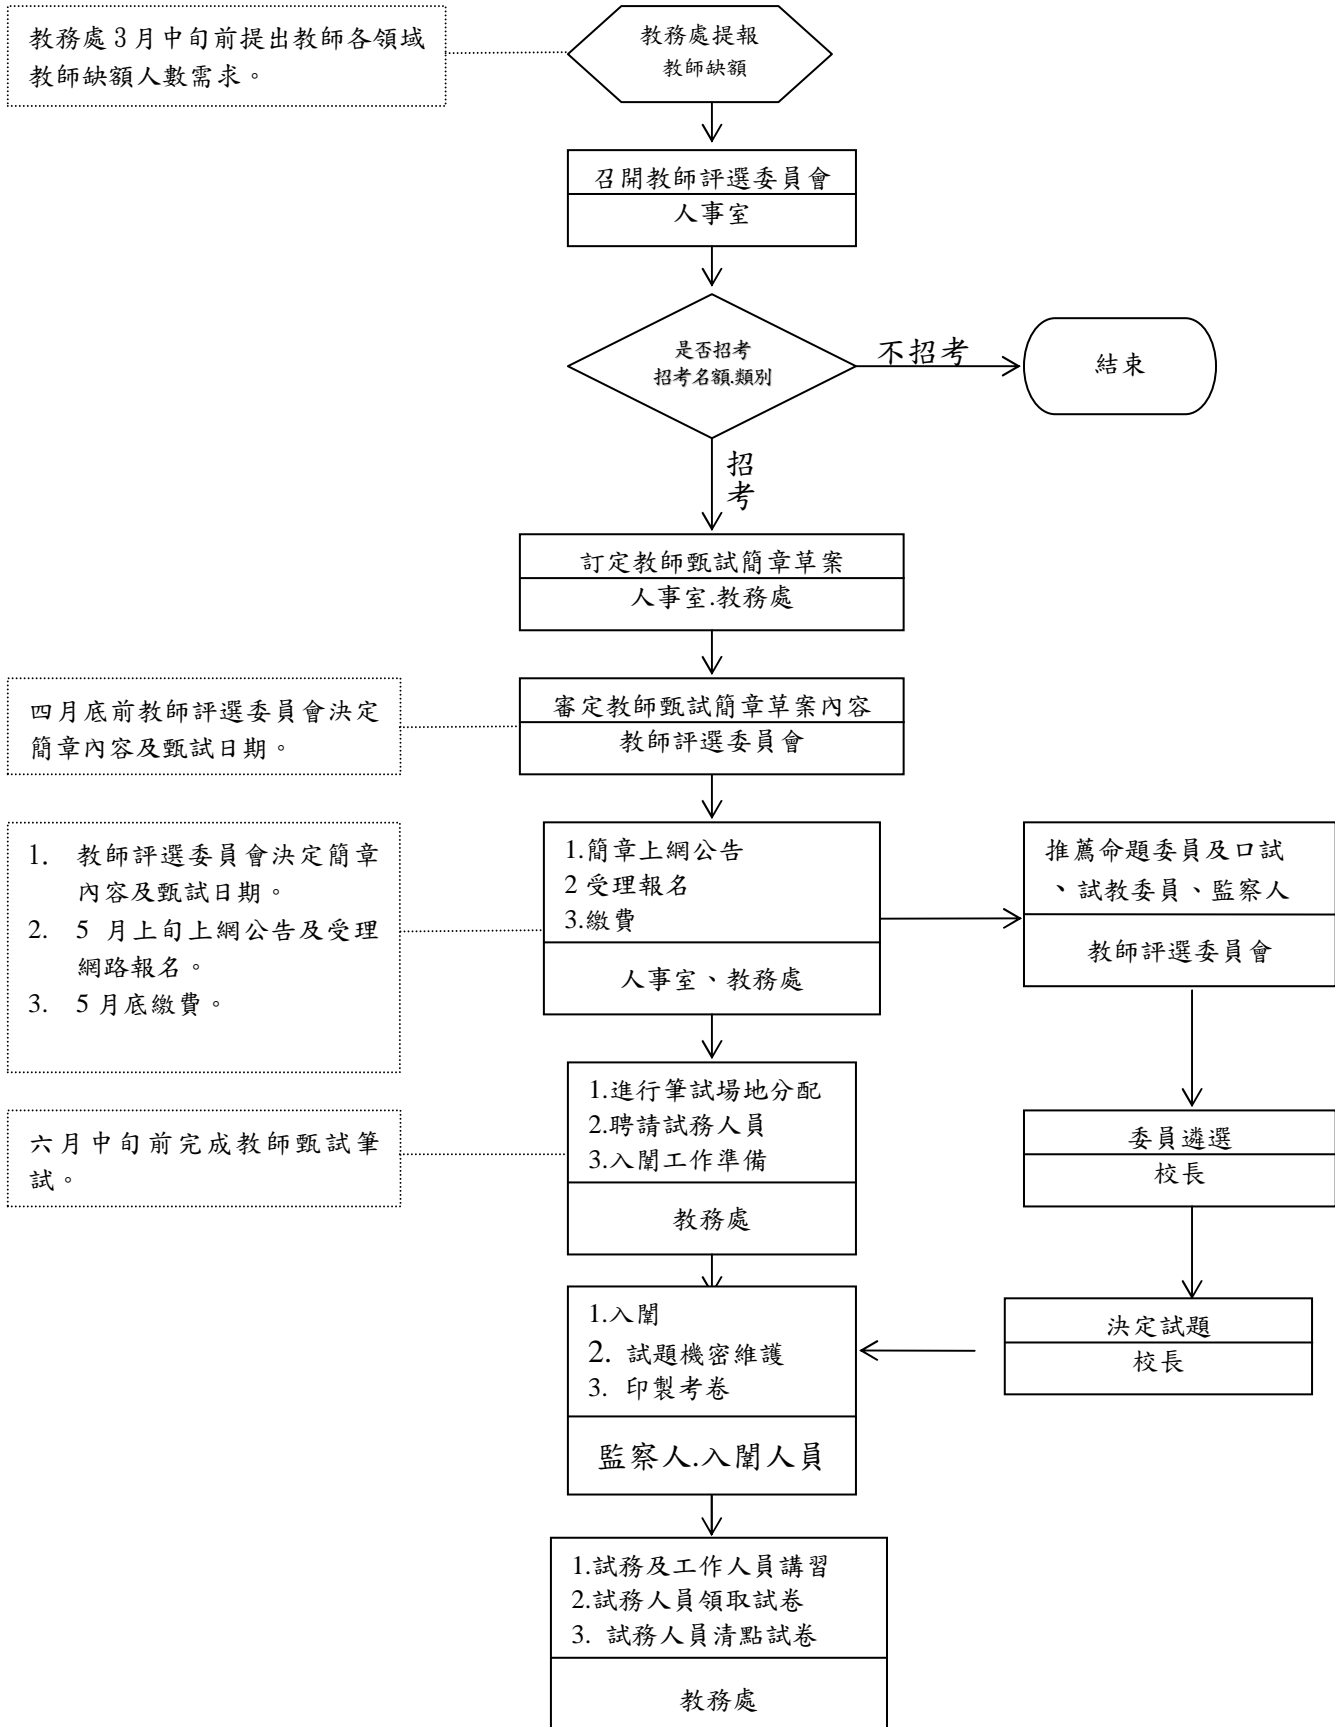 教務處 3 月中旬前提出教師各領域
教師缺額人數需求。
教務處提報
教師缺額
召開教師評選委員會
人事室
是否招考
招考名額.類別
不招考
結束
招
考
訂定教師甄試簡章草案
人事室.教務處
四月底前教師評選委員會決定
簡章內容及甄試日期。
審定教師甄試簡章草案內容
教師評選委員會
1. 教師評選委員會決定簡章
內容及甄試日期。
2. 5 月上旬上網公告及受理
網路報名。
3. 5 月底繳費。
1.簡章上網公告
2 受理報名
3.繳費
人事室、教務處
推薦命題委員及口試
、試教委員、監察人
教師評選委員會
六月中旬前完成教師甄試筆
試。
1.進行筆試場地分配
2.聘請試務人員
3.入闈工作準備
教務處
委員遴選
校長
1.入闈
2. 試題機密維護
3. 印製考卷
監察人.入闈人員
決定試題
校長
1.試務及工作人員講習
2.試務人員領取試卷
3. 試務人員清點試卷
教務處